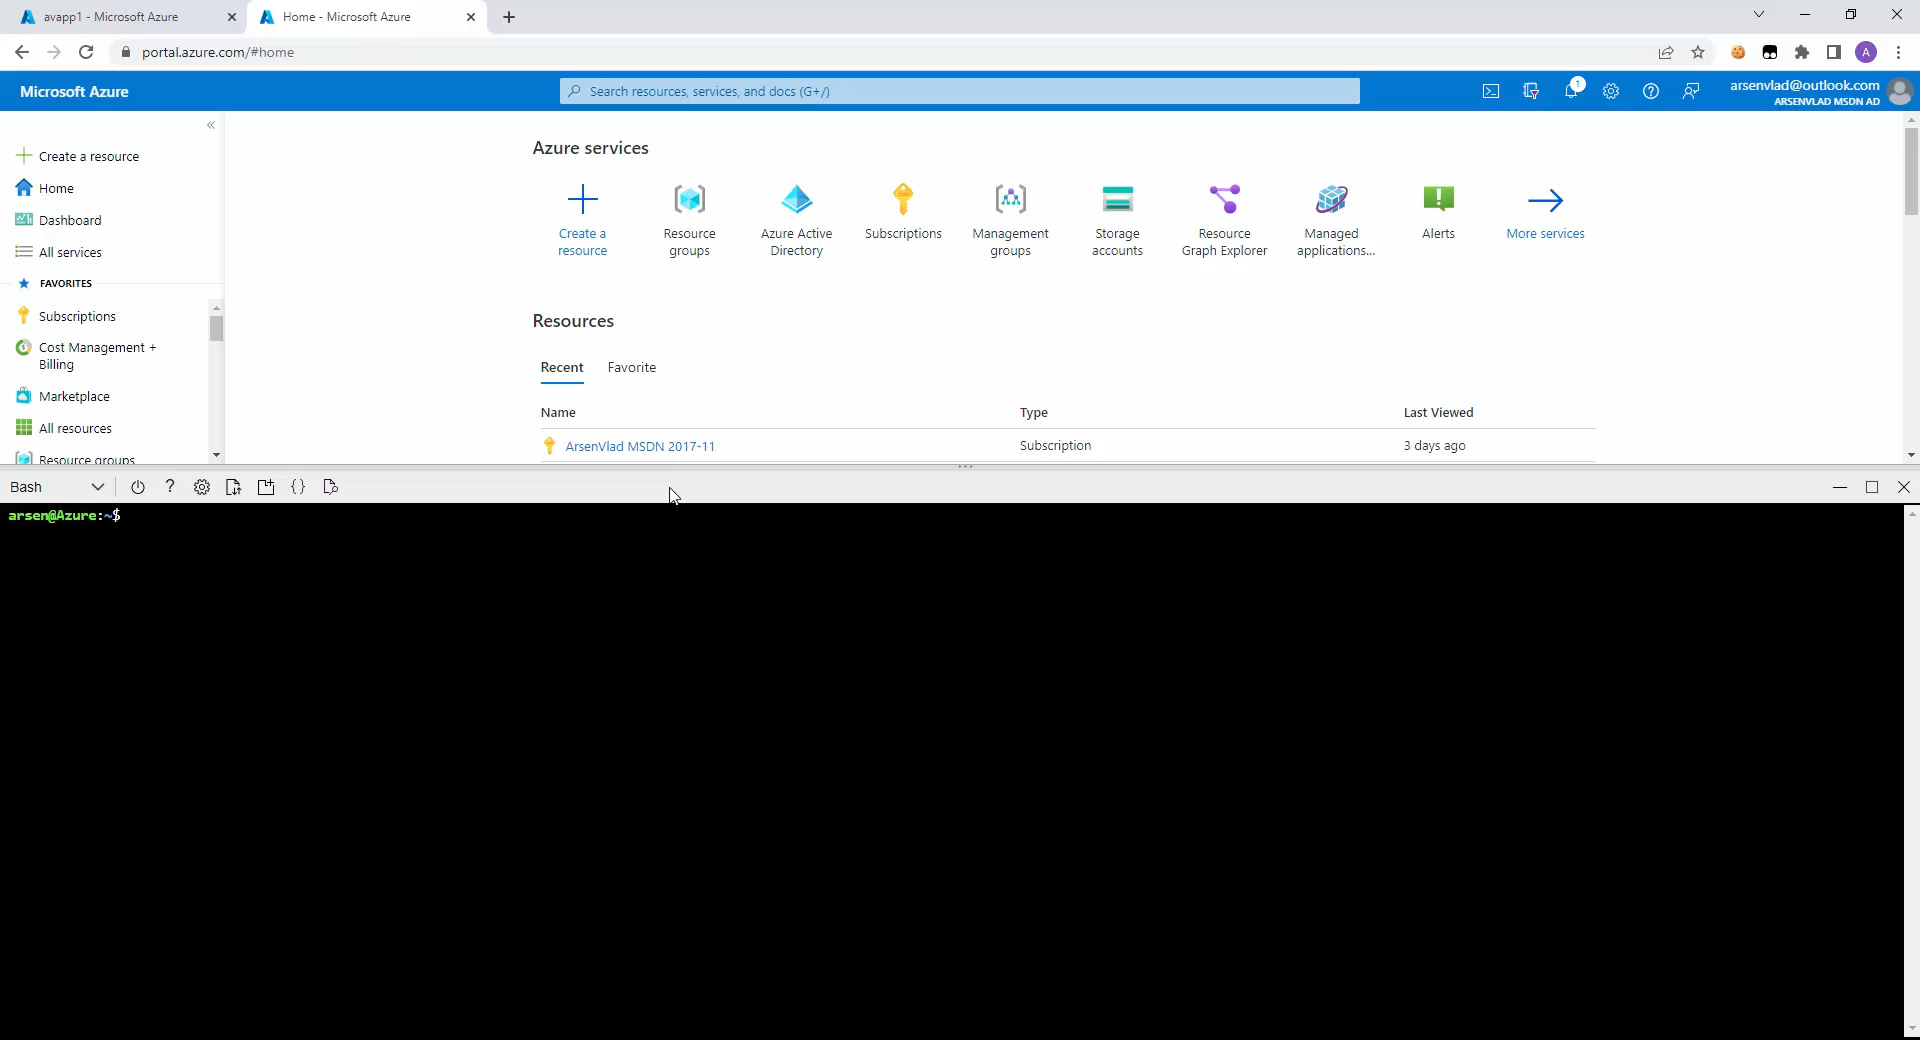 avapp1 - Microsoft Azure
Home - Microsoft Azure
portal.azure.com/#home
Microsoft Azure
Search resources, services, and docs (G+/)
1
arsenvlad@outlook.com
ARSENVLAD MSDN AD
A
Create a resource
Home
Dashboard
All services
FAVORITES
Subscriptions
Cost Management +
Billing
Marketplace
All resources
Resource groups
Azure services
Create a
resource
Resource
groups
Azure Active
Directory
Subscriptions
Management
groups
Storage
accounts
Resource
Graph Explorer
Managed
applications...
Alerts
More services
Resources
Recent
Favorite
Name
Type
Last Viewed
ArsenVlad MSDN 2017-11
Subscription
3 days ago
Bash
?
{}
arsen@Azure:~$